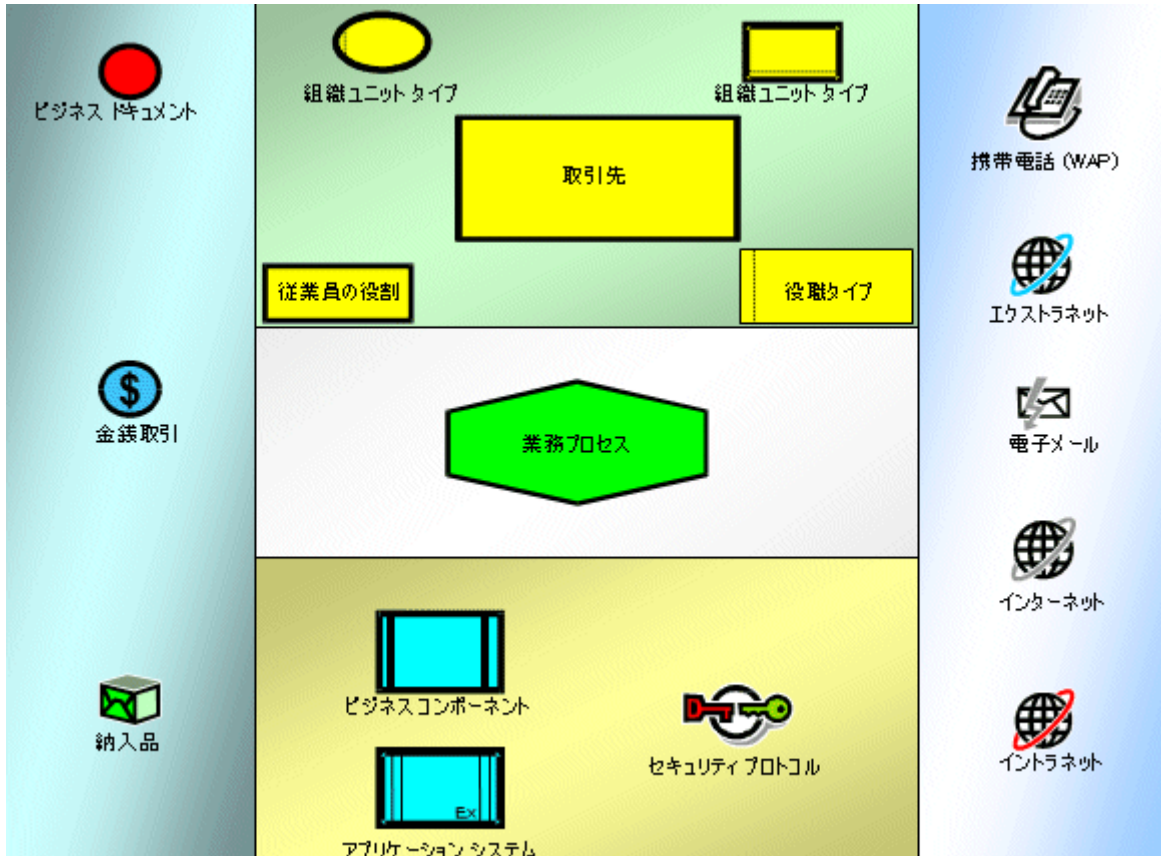 ビジネス ドキュメント
金銭取引
納入品
組織ユニット タイプ
組織ユニット タイプ
取引先
従業員の役割
役職タイプ
業務プロセス
ビジネスコンポーネント
Ex
アプリケーション システム
セキュリティ プロトコル
携帯電話 (WAP)
エクストラネット
電子メール
インターネット
イントラネット